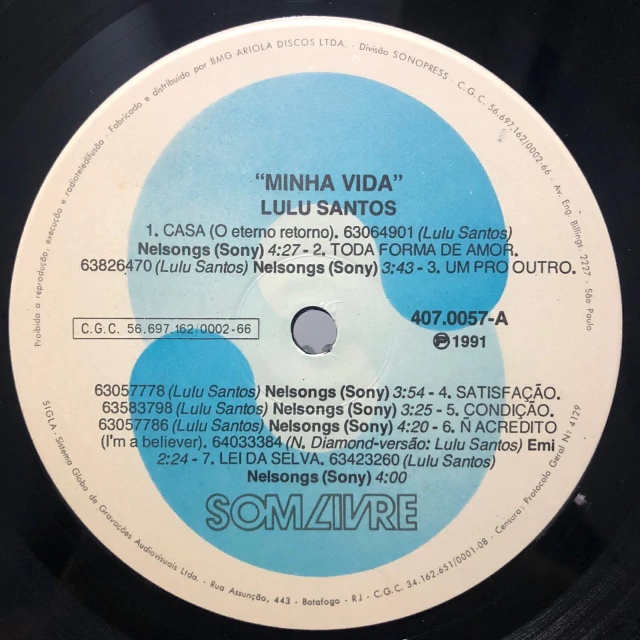 Proibida a reprodução, execução e radioteledifusão - Fabricado e distribuido por BMG ARIOLA DISCOS LTDA. - Divisão SONOPRESS - C.G.C. 56.697.162/0002-66 - Av. Eng. Billings, 2227 - São Paulo
"MINHA VIDA"
LULU SANTOS
1. CASA (O eterno retorno). 63064901 (Lulu Santos)
Nelsongs (Sony) 4:27 - 2. TODA FORMA DE AMOR.
63826470 (Lulu Santos) Nelsongs (Sony) 3:43 - 3. UM PRO OUTRO.
C.G.C. 56.697.162/0002-66
407.0057-A
Ⓟ 1991
63057778 (Lulu Santos) Nelsongs (Sony) 3:54 - 4. SATISFAÇÃO.
63583798 (Lulu Santos) Nelsongs (Sony) 3:25 - 5. CONDIÇÃO.
63057786 (Lulu Santos) Nelsongs (Sony) 4:20 - 6. Ñ ACREDITO
(I'm a believer). 64033384 (N. Diamond-versão: Lulu Santos) Emi
2:24 - 7. LEI DA SELVA. 63423260 (Lulu Santos)
Nelsongs (Sony) 4:00
SOM LIVRE
SIGLA - Sistema Globo de Gravações Audiovisuais Ltda. - Rua Assunção, 443 - Botafogo - RJ - C.G.C. 34.162.651/0001-08 - Censura: Protocolo Geral Nº 4129